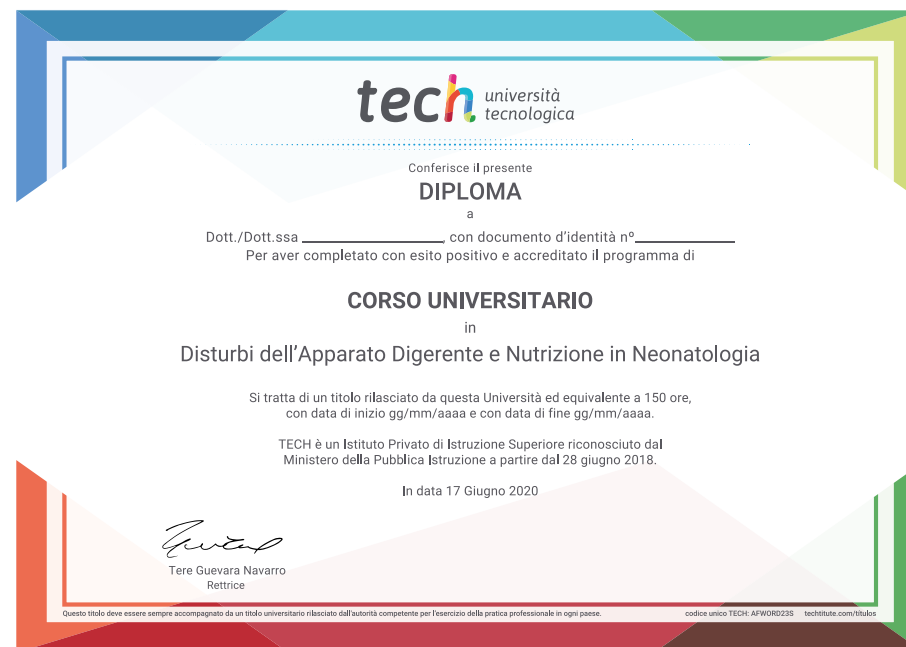 tech università
tecnologica
Conferisce il presente
DIPLOMA
a
Dott./Dott.ssa ____________________, con documento d'identità nº______________
Per aver completato con esito positivo e accreditato il programma di
CORSO UNIVERSITARIO
in
Disturbi dell'Apparato Digerente e Nutrizione in Neonatologia
Si tratta di un titolo rilasciato da questa Università ed equivalente a 150 ore,
con data di inizio gg/mm/aaaa e con data di fine gg/mm/aaaa.
TECH è un Istituto Privato di Istruzione Superiore riconosciuto dal
Ministero della Pubblica Istruzione a partire dal 28 giugno 2018.
In data 17 Giugno 2020
Tere Guevara Navarro
Rettrice
Questo titolo deve essere sempre accompagnato da un titolo universitario rilasciato dall'autorità competente per l'esercizio della pratica professionale in ogni paese. codice unico TECH: AFWORD23S techtitute.com/títulos